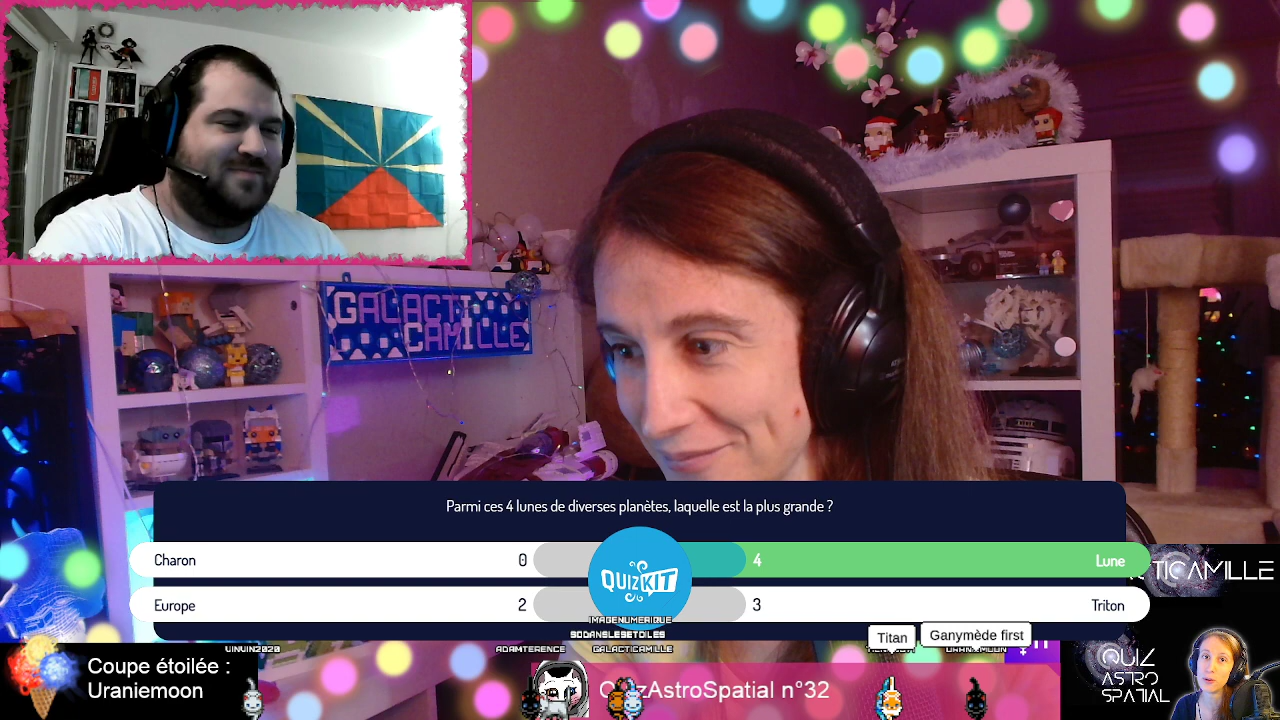 GALACTI
CAMILLE
Parmi ces 4 lunes de diverses planètes, laquelle est la plus grande ?
Charon 0
4 Lune
Europe 2
3 Triton
QUIZKIT
IMAGENUMERIQUE
SODANSLESETOILES
GALACTICAMILLE
VINVIN2020
ADAMTERENCE
Titan
Ganymède first
TICAMILLE
Coupe étoilée :
Uraniemoon
QuizAstroSpatial n°32
QUIZ
ASTRO
SPATIAL